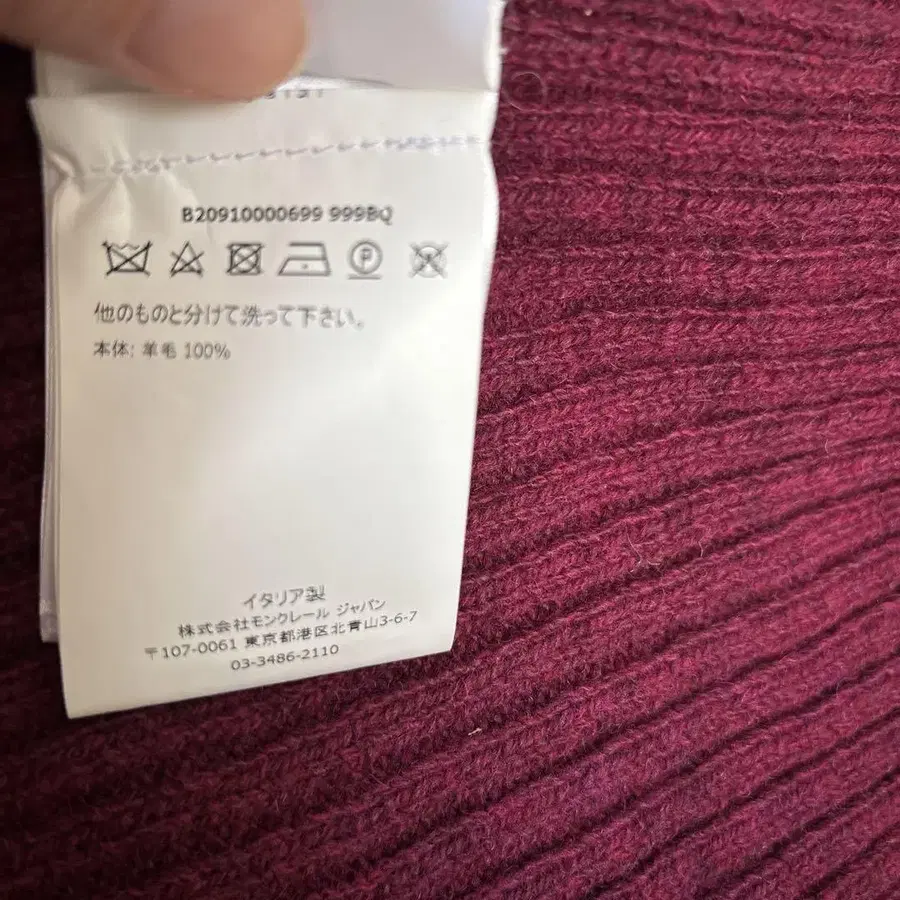 B20910000699 999BQ
P
他のものと分けて洗って下さい。
本体: 羊毛 100%
イタリア製
株式会社モンクレール ジャパン
〒107-0061 東京都港区北青山3-6-7
03-3486-2110